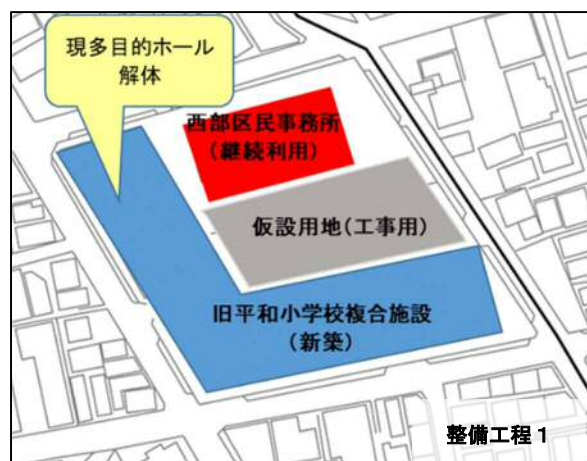 現多目的ホール
解体
西部区民事務所
（継続利用）
仮設用地（工事用）
旧平和小学校複合施設
（新築）
整備工程１